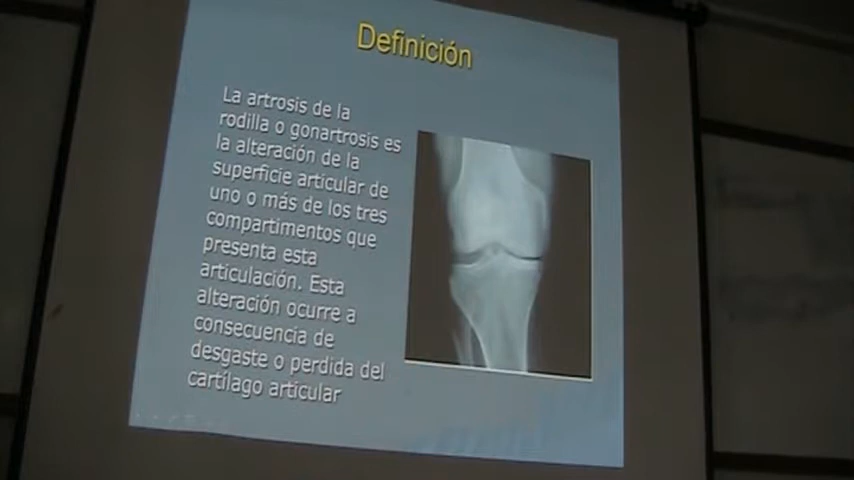 Definición
La artrosis de la
rodilla o gonartrosis es
la alteración de la
superficie articular de
uno o más de los tres
compartimentos que
presenta esta
articulación. Esta
alteración ocurre a
consecuencia de
desgaste o perdida del
cartílago articular